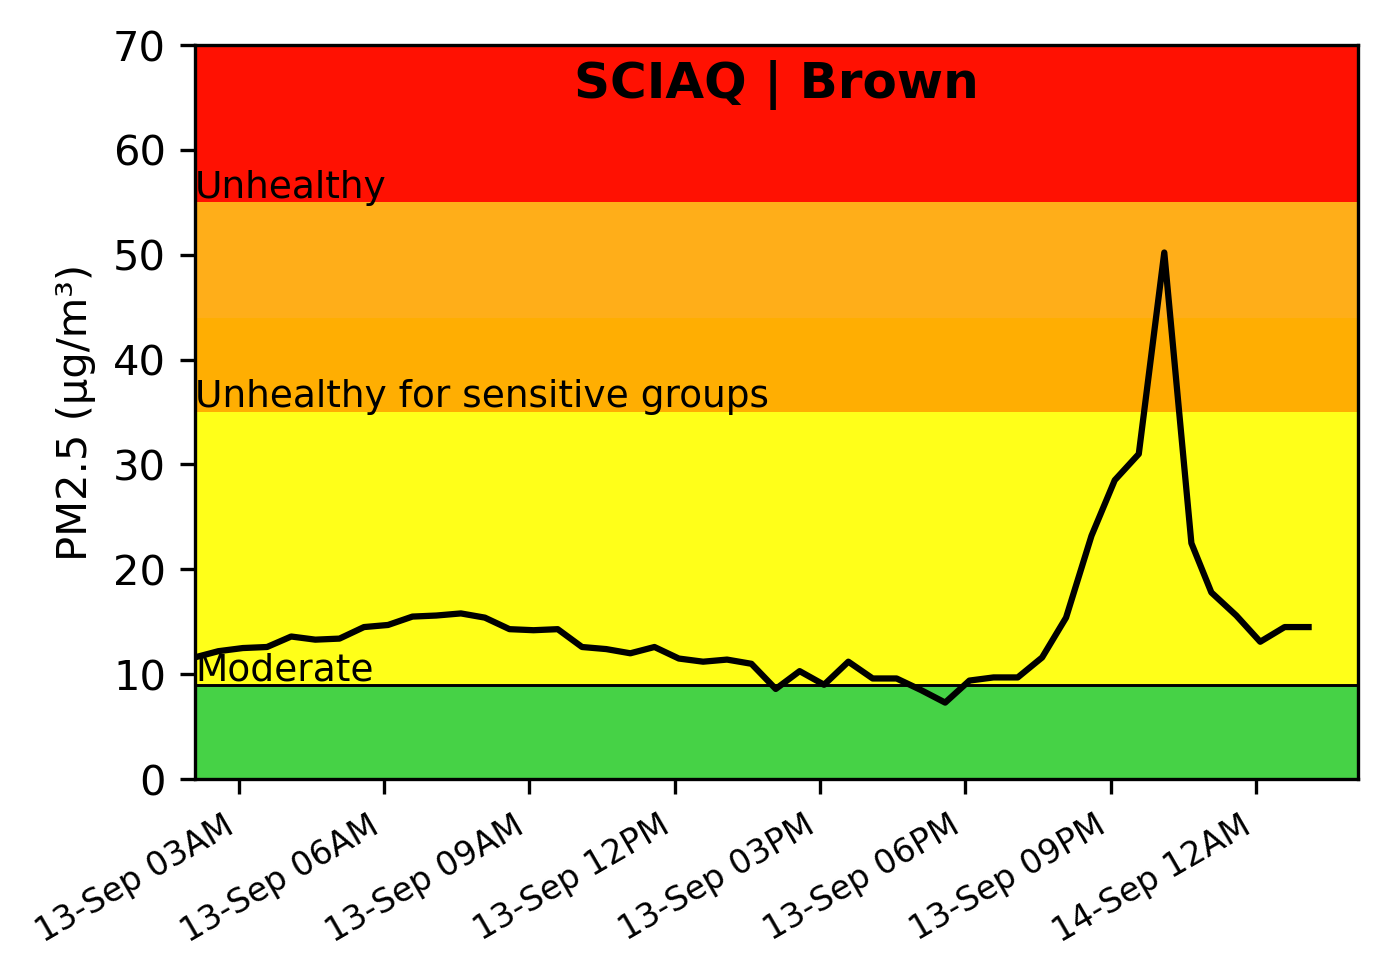 SCIAQ | Brown
70
60
Unhealthy
50
40
Unhealthy for sensitive groups
30
20
Moderate
10
0
PM2.5 (µg/m³)
13-Sep 03AM
13-Sep 06AM
13-Sep 09AM
13-Sep 12PM
13-Sep 03PM
13-Sep 06PM
13-Sep 09PM
14-Sep 12AM